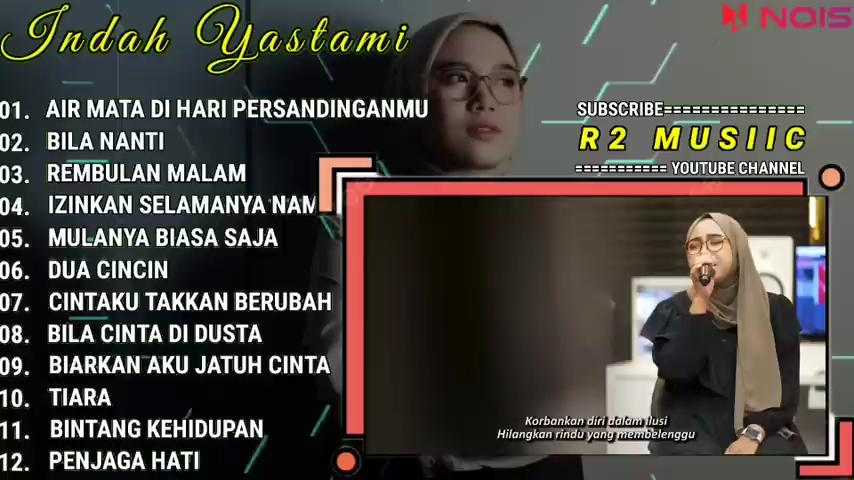 Indah Yastami
NOIS
01. AIR MATA DI HARI PERSANDINGANMU
02. BILA NANTI
03. REMBULAN MALAM
04. IZINKAN SELAMANYA NAM
05. MULANYA BIASA SAJA
06. DUA CINCIN
07. CINTAKU TAKKAN BERUBAH
08. BILA CINTA DI DUSTA
09. BIARKAN AKU JATUH CINTA
10. TIARA
11. BINTANG KEHIDUPAN
12. PENJAGA HATI
SUBSCRIBE===============
R2 MUSIIC
=========== YOUTUBE CHANNEL
Korbankan diri dalam ilusi
Hilangkan rindu yang membelenggu